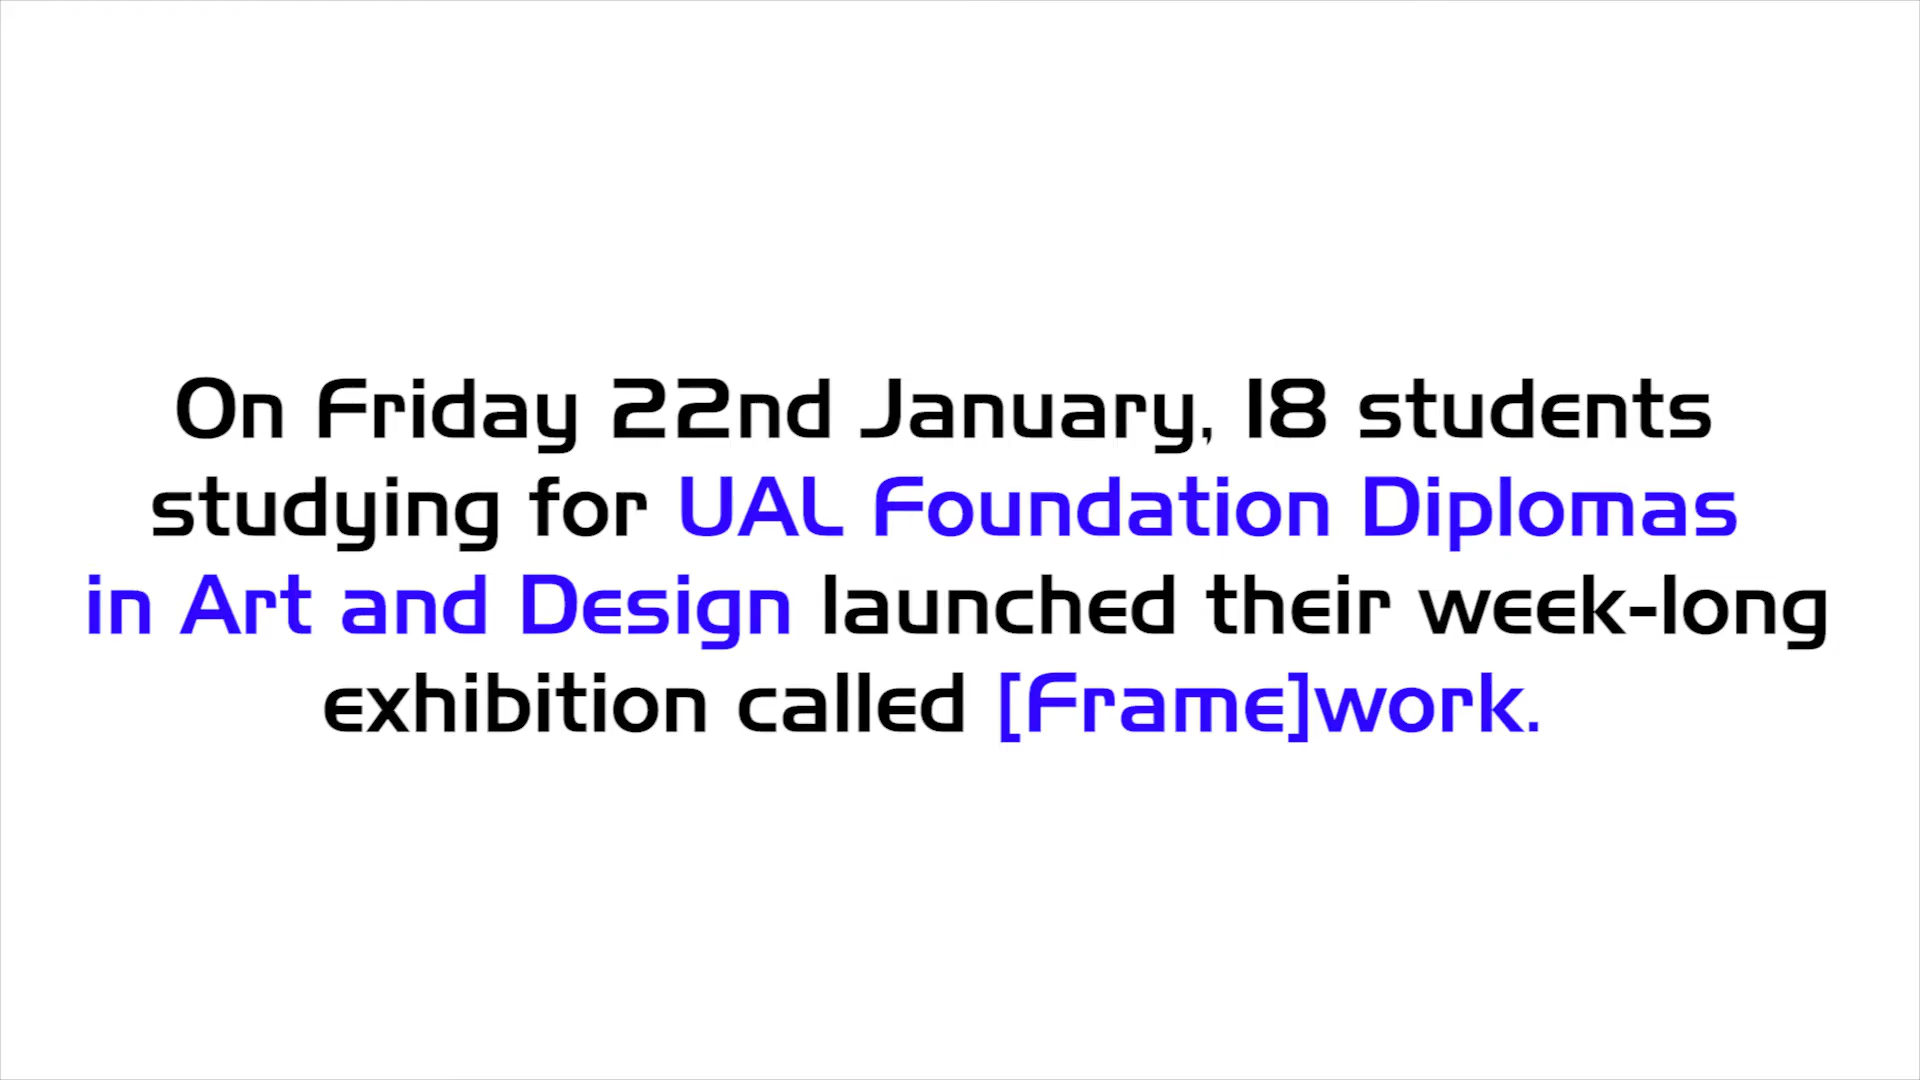 On Friday 22nd January, 18 students
studying for UAL Foundation Diplomas
in Art and Design launched their week-long
exhibition called [Frame]work.